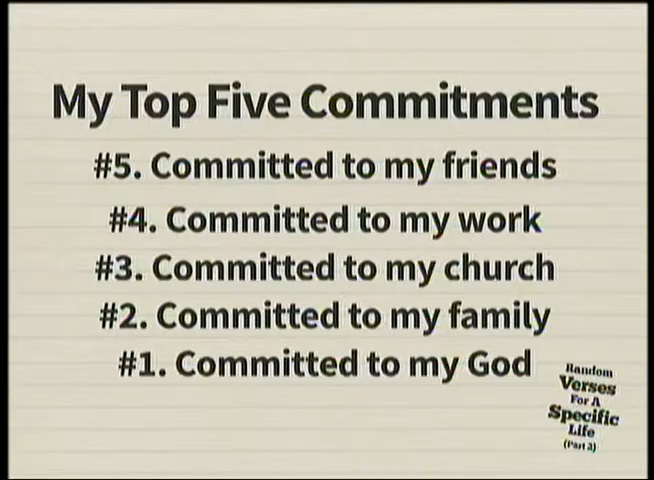 My Top Five Commitments
#5. Committed to my friends
#4. Committed to my work
#3. Committed to my church
#2. Committed to my family
#1. Committed to my God
Random
Verses
For A
Specific
Life
(Part 2)